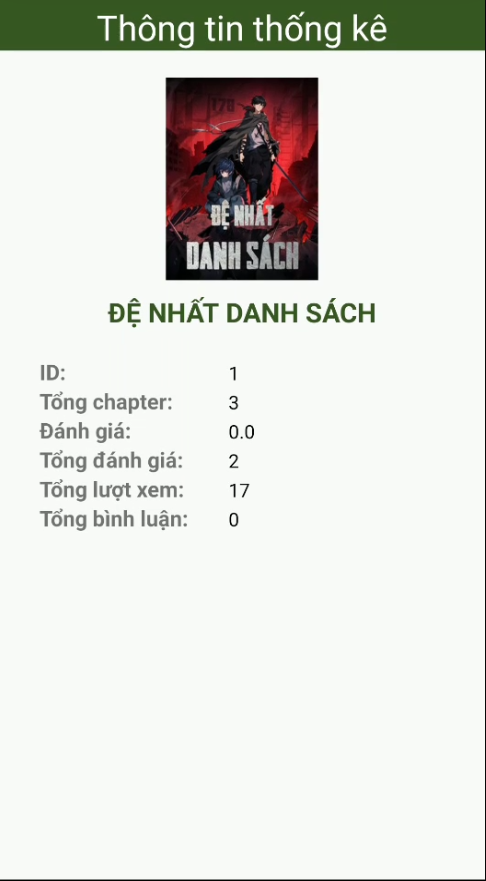 Thông tin thống kê
178
ĐỆ NHẤT
DANH SÁCH
ĐỆ NHẤT DANH SÁCH
ID: 1
Tổng chapter: 3
Đánh giá: 0.0
Tổng đánh giá: 2
Tổng lượt xem: 17
Tổng bình luận: 0